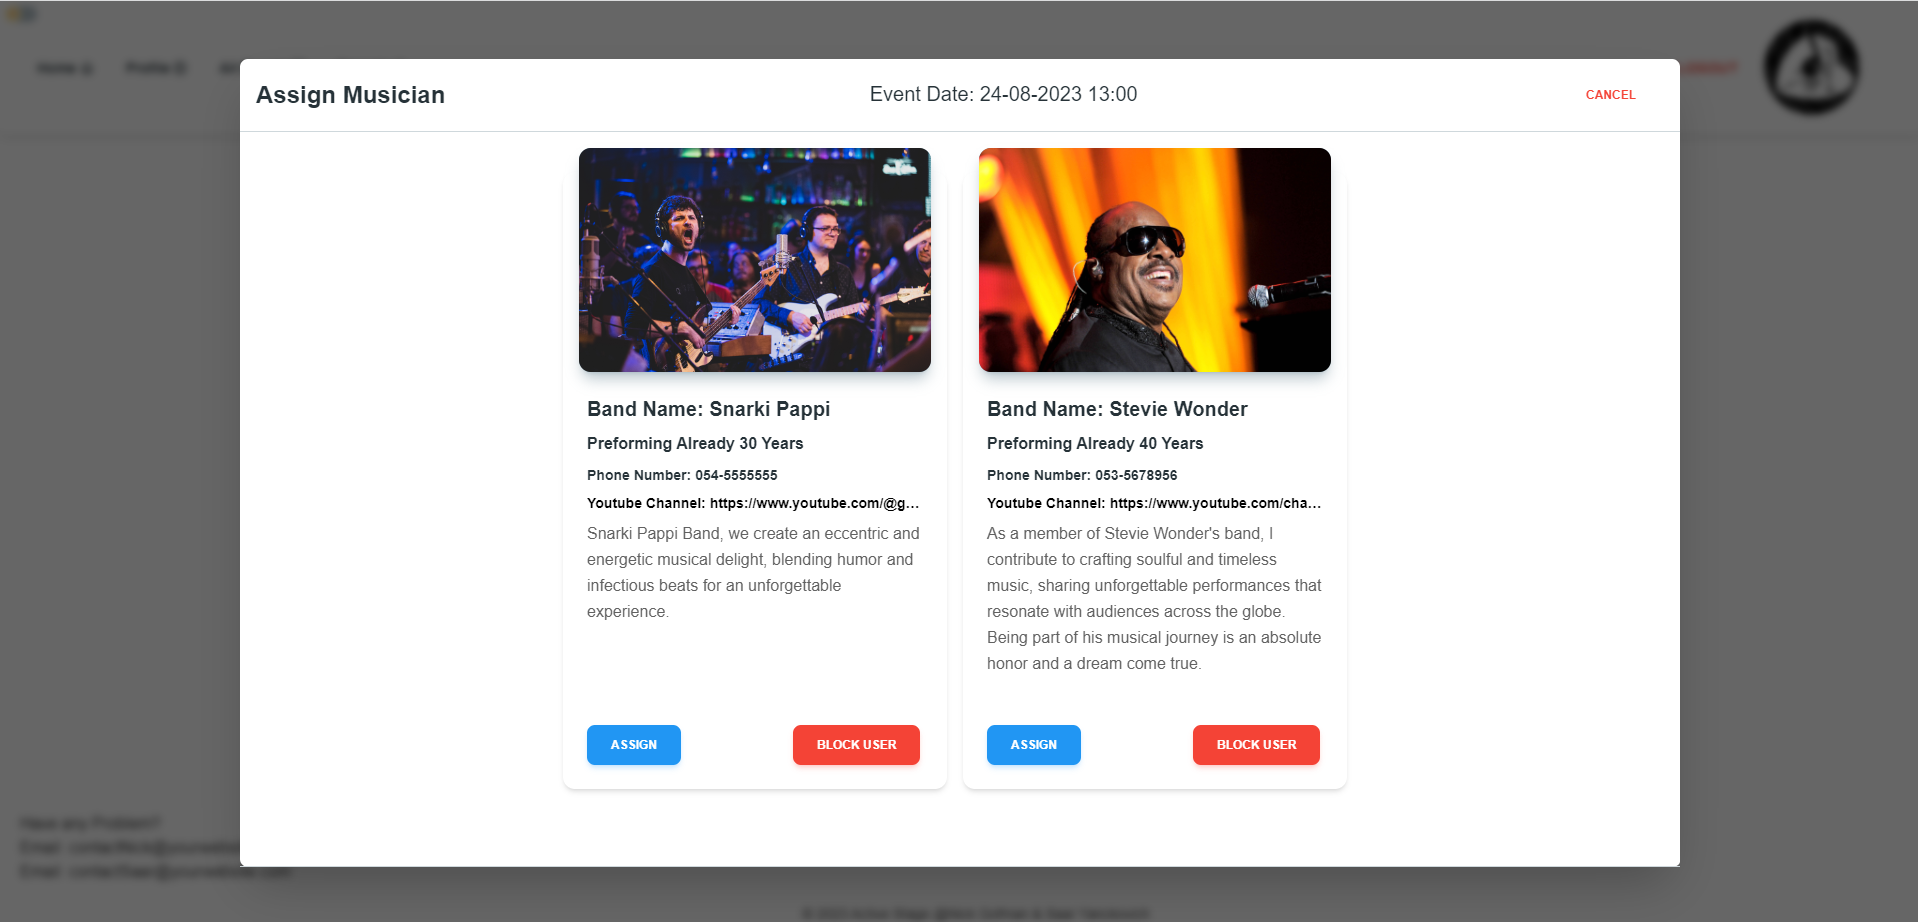 Home
Profile
Assign Musician
Event Date: 24-08-2023 13:00
CANCEL
LOGOUT
Band Name: Snarki Pappi
Preforming Already 30 Years
Phone Number: 054-5555555
Youtube Channel: https://www.youtube.com/@g...
Snarki Pappi Band, we create an eccentric and
energetic musical delight, blending humor and
infectious beats for an unforgettable
experience.
ASSIGN
BLOCK USER
Band Name: Stevie Wonder
Preforming Already 40 Years
Phone Number: 053-5678956
Youtube Channel: https://www.youtube.com/cha...
As a member of Stevie Wonder's band, I
contribute to crafting soulful and timeless
music, sharing unforgettable performances that
resonate with audiences across the globe.
Being part of his musical journey is an absolute
honor and a dream come true.
ASSIGN
BLOCK USER
Have any Problem?
Email:
Email: